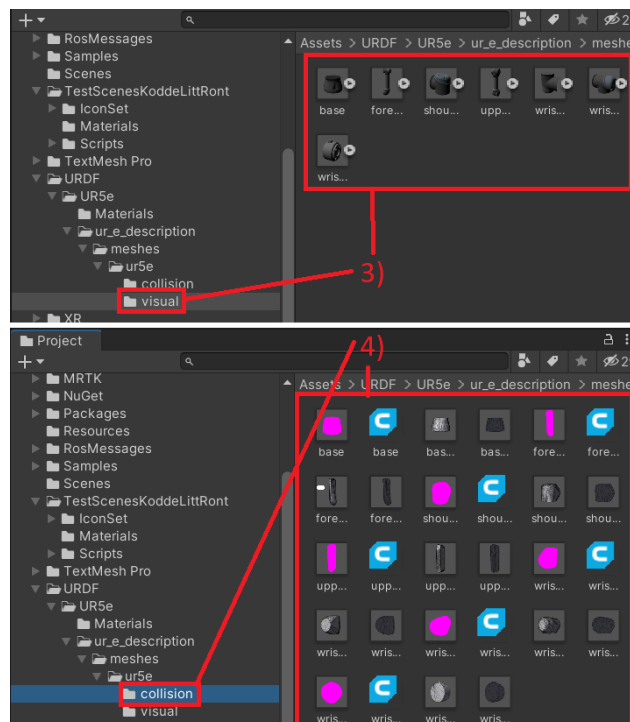 2
RosMessages
Samples
Scenes
TestScenesKoddeLittRont
IconSet
Materials
Scripts
TextMesh Pro
URDF
UR5e
Materials
ur_e_description
meshes
ur5e
collision
visual
XR
Assets > URDF > UR5e > ur_e_description > meshe
base fore... shou... upp... wris... wris...
wris...
3)
Project
4)
2
MRTK
NuGet
Packages
Resources
RosMessages
Samples
Scenes
TestScenesKoddeLittRont
IconSet
Materials
Scripts
TextMesh Pro
URDF
UR5e
Materials
ur_e_description
meshes
ur5e
collision
visual
Assets > URDF > UR5e > ur_e_description > meshe
base base bas... bas... fore... fore...
fore... fore... shou... shou... shou... shou...
upp... upp... upp... upp... wris... wris...
wris... wris... wris... wris... wris... wris...
wris... wris... wris... wris...